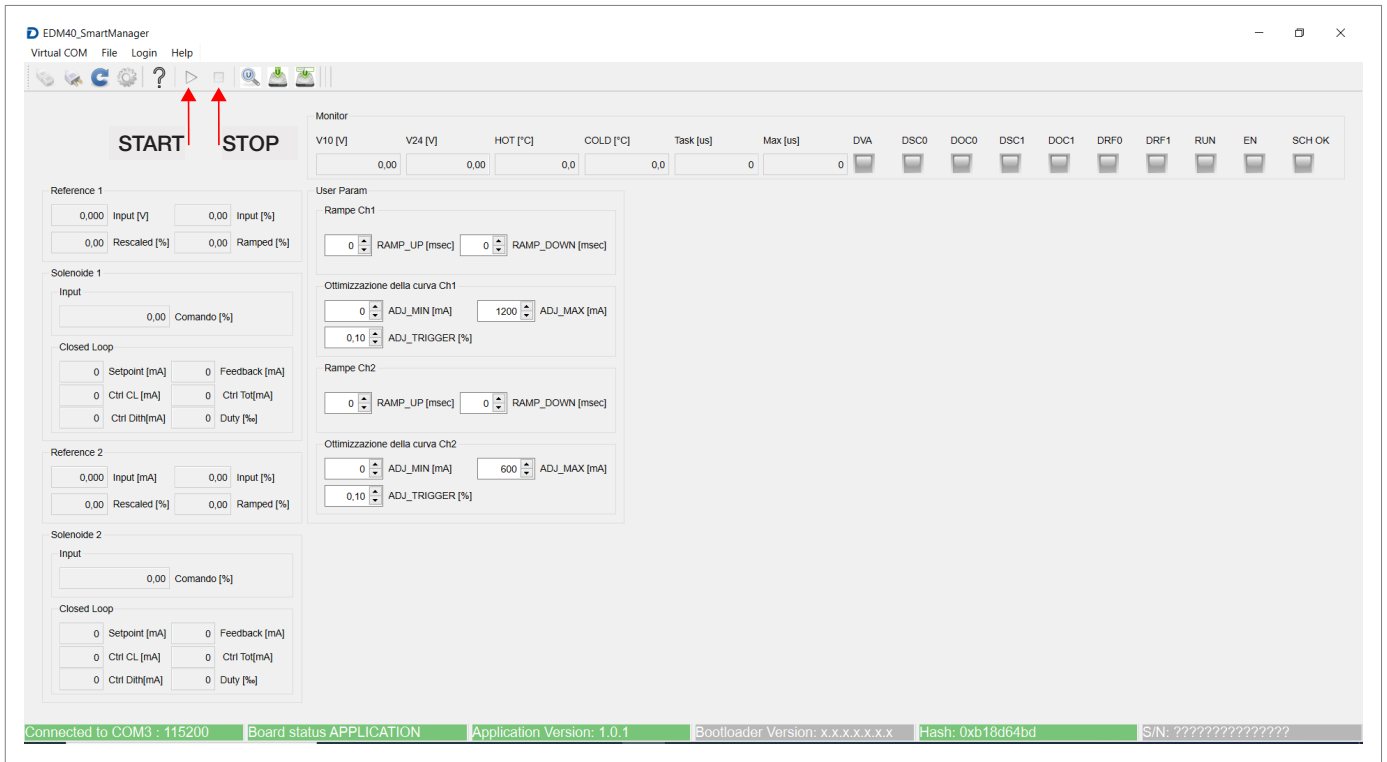 EDM40_SmartManager
Virtual COM File Login Help
START STOP
Monitor
V10 [V] V24 [V] HOT [°C] COLD [°C] Task [us] Max [us] DVA DSC0 DOC0 DSC1 DOC1 DRF0 DRF1 RUN EN SCH OK
0,00 0,00 0,0 0,0 0 0
Reference 1
0,000 Input [V] 0,00 Input [%]
0,00 Rescaled [%] 0,00 Ramped [%]
Solenoide 1
Input
0,00 Comando [%]
Closed Loop
0 Setpoint [mA] 0 Feedback [mA]
0 Ctrl CL [mA] 0 Ctrl Tot[mA]
0 Ctrl Dith[mA] 0 Duty [‰]
Reference 2
0,000 Input [mA] 0,00 Input [%]
0,00 Rescaled [%] 0,00 Ramped [%]
Solenoide 2
Input
0,00 Comando [%]
Closed Loop
0 Setpoint [mA] 0 Feedback [mA]
0 Ctrl CL [mA] 0 Ctrl Tot[mA]
0 Ctrl Dith[mA] 0 Duty [‰]
User Param
Rampe Ch1
0 RAMP_UP [msec] 0 RAMP_DOWN [msec]
Ottimizzazione della curva Ch1
0 ADJ_MIN [mA] 1200 ADJ_MAX [mA]
0,10 ADJ_TRIGGER [%]
Rampe Ch2
0 RAMP_UP [msec] 0 RAMP_DOWN [msec]
Ottimizzazione della curva Ch2
0 ADJ_MIN [mA] 600 ADJ_MAX [mA]
0,10 ADJ_TRIGGER [%]
Connected to COM3 : 115200 Board status APPLICATION Application Version: 1.0.1 Bootloader Version: x.x.x.x.x.x.x Hash: 0xb18d64bd S/N: ???????????????